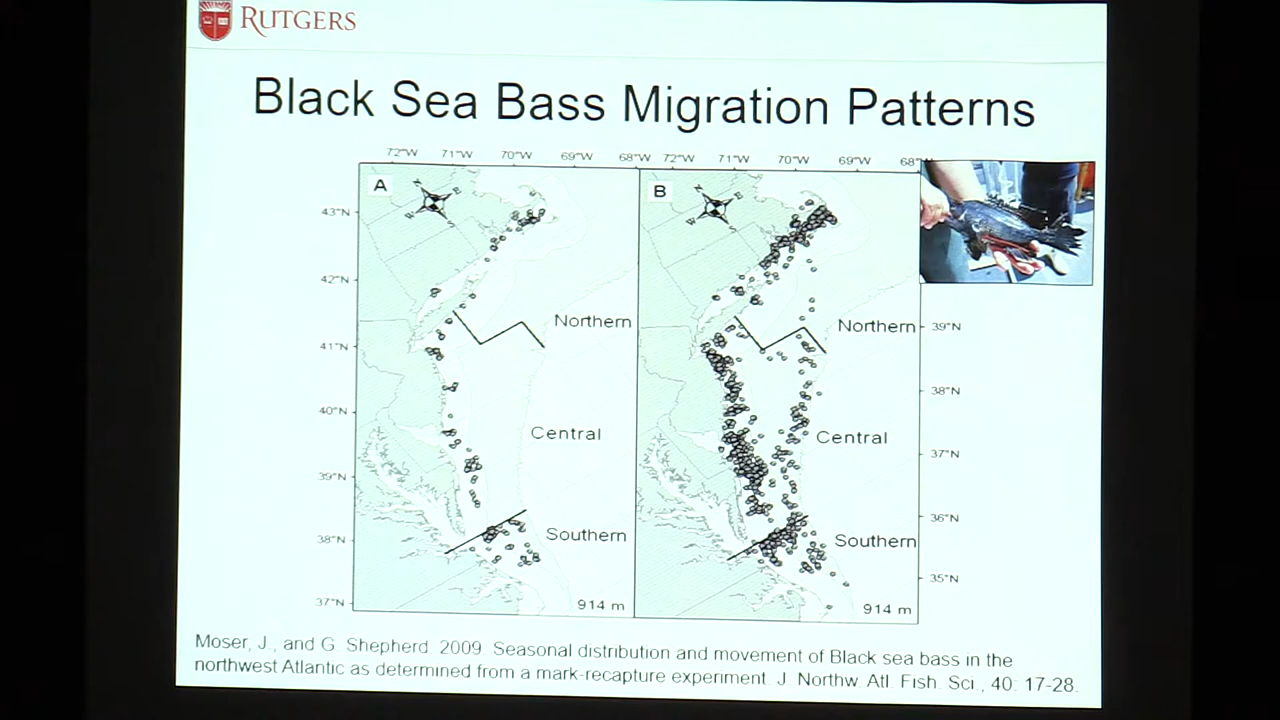 RUTGERS
Black Sea Bass Migration Patterns
72°W 71°W 70°W 69°W 68°W 72°W 71°W 70°W 69°W 68°W
A
B
N
E
S
W
N
E
S
W
43°N
42°N
41°N
40°N
39°N
38°N
37°N
Northern
Central
Southern
914 m
Northern
Central
Southern
914 m
39°N
38°N
37°N
36°N
35°N
Moser, J., and G. Shepherd. 2009. Seasonal distribution and movement of Black sea bass in the
northwest Atlantic as determined from a mark-recapture experiment. J. Northw. Atl. Fish. Sci., 40: 17-28.